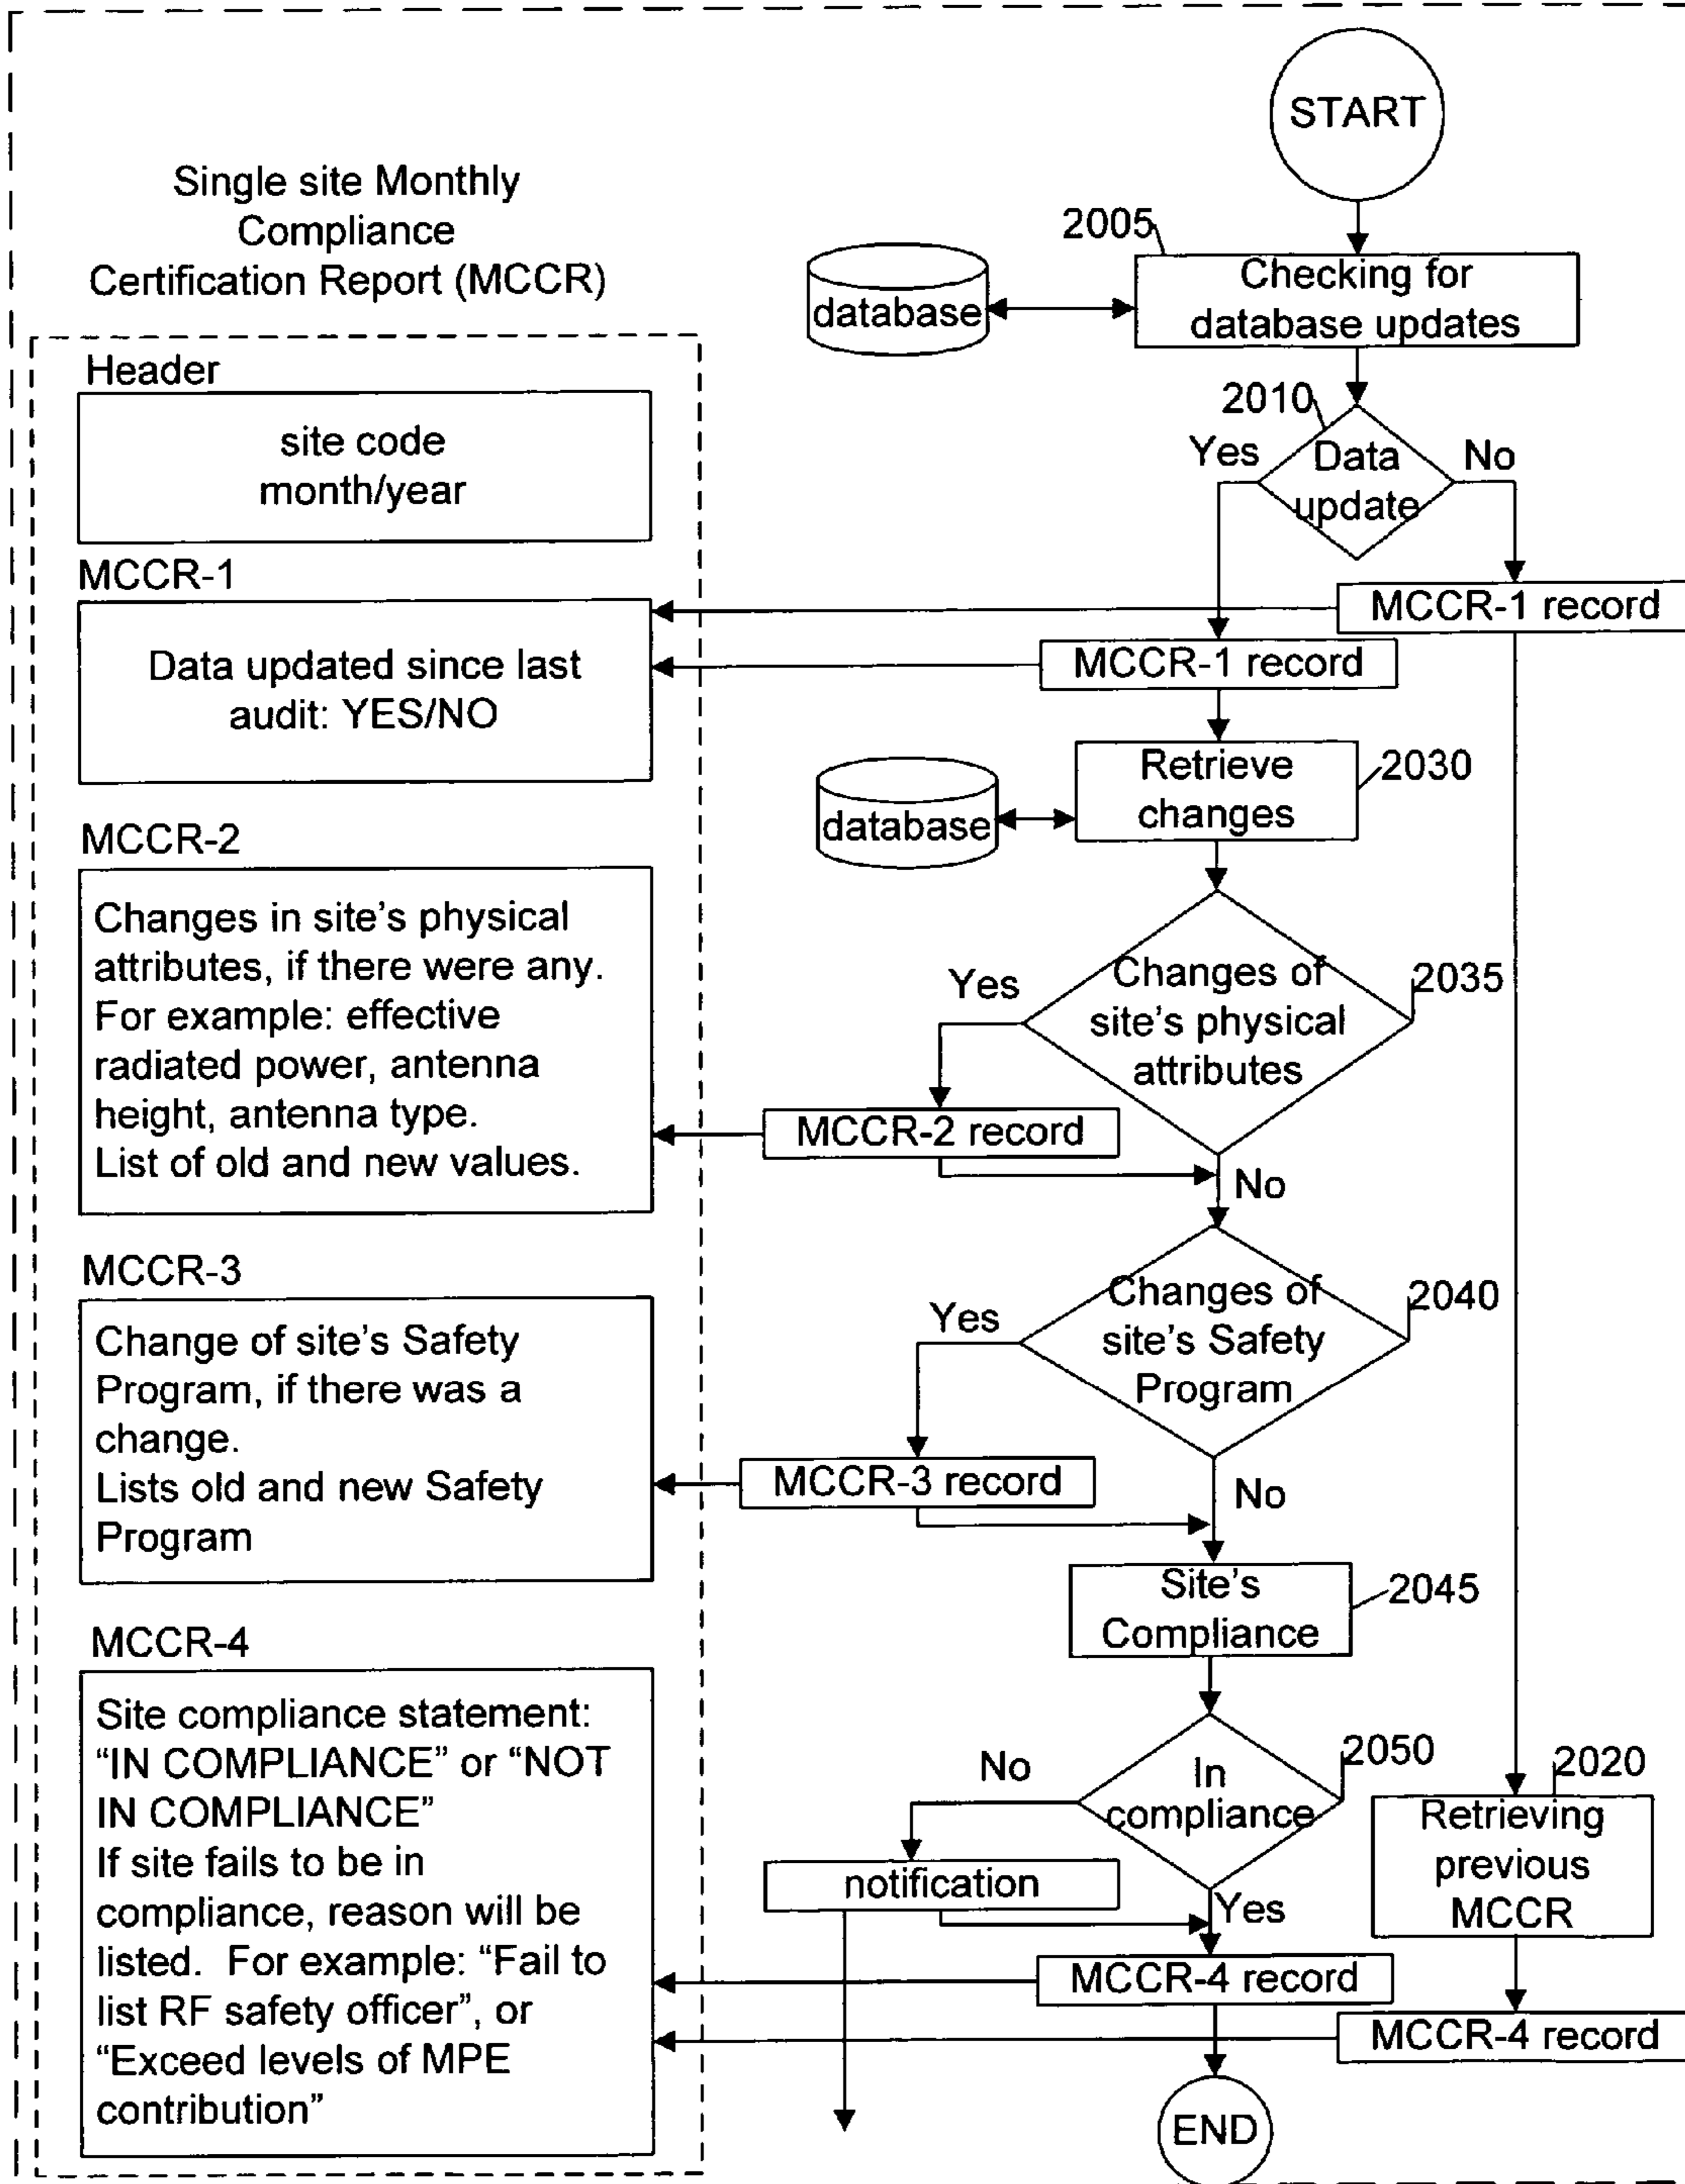 Single site Monthly
Compliance
Certification Report (MCCR)
Header
site code
month/year
MCCR-1
Data updated since last
audit: YES/NO
MCCR-2
Changes in site's physical
attributes, if there were any.
For example: effective
radiated power, antenna
height, antenna type.
List of old and new values.
MCCR-3
Change of site's Safety
Program, if there was a
change.
Lists old and new Safety
Program
MCCR-4
Site compliance statement:
“IN COMPLIANCE” or “NOT
IN COMPLIANCE”
If site fails to be in
compliance, reason will be
listed. For example: “Fail to
list RF safety officer”, or
“Exceed levels of MPE
contribution”
START
2005
Checking for
database updates
database
2010
Yes
Data
update
No
MCCR-1 record
MCCR-1 record
Retrieve
changes
2030
database
Changes of
site's physical
attributes
2035
Yes
MCCR-2 record
No
Changes of
site's Safety
Program
2040
Yes
MCCR-3 record
No
Site's
Compliance
2045
In
compliance
2050
No
notification
Yes
2020
Retrieving
previous
MCCR
MCCR-4 record
MCCR-4 record
END